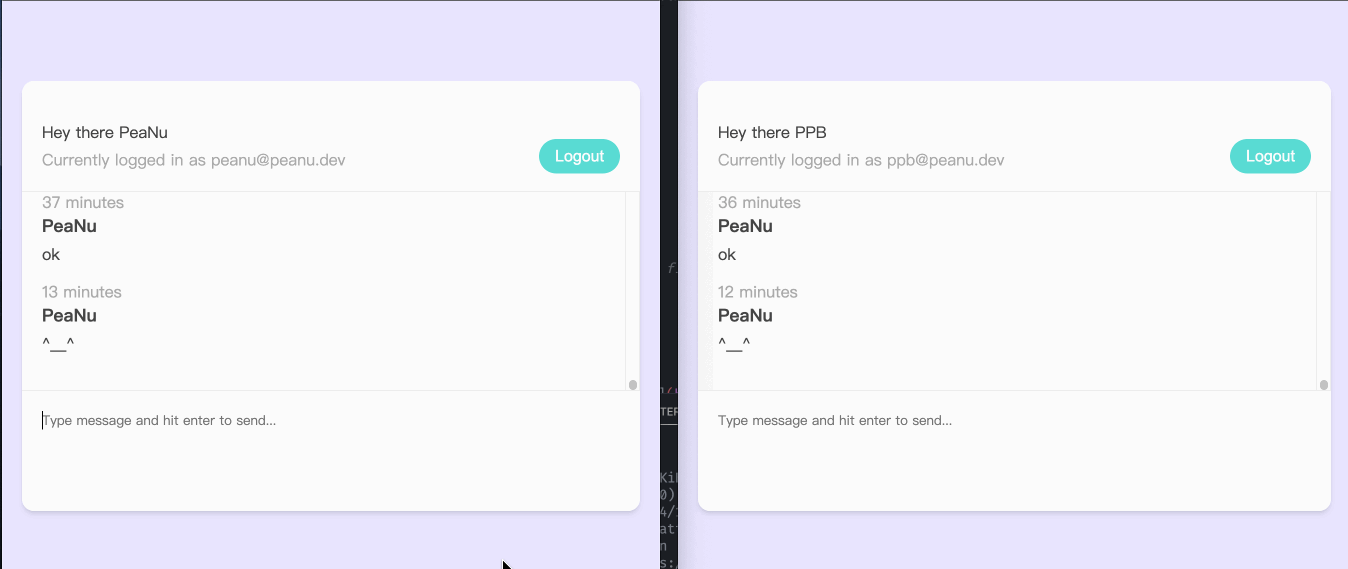 Hey there PeaNu
Currently logged in as peanu@peanu.dev
Logout
37 minutes
PeaNu
ok
13 minutes
PeaNu
^__^
Type message and hit enter to send...
Hey there PPB
Currently logged in as ppb@peanu.dev
Logout
36 minutes
PeaNu
ok
12 minutes
PeaNu
^__^
Type message and hit enter to send...